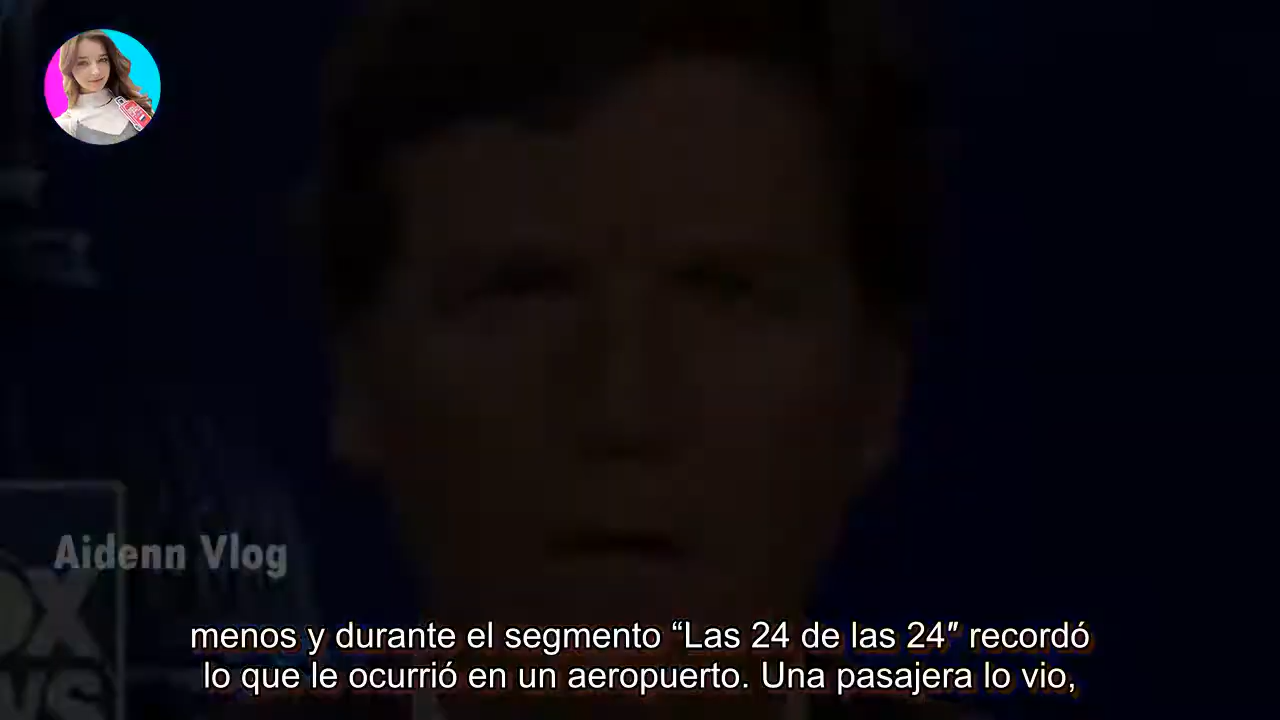 Aidenn Vlog
OX
menos y durante el segmento “Las 24 de las 24″ recordó
lo que le ocurrió en un aeropuerto. Una pasajera lo vio,